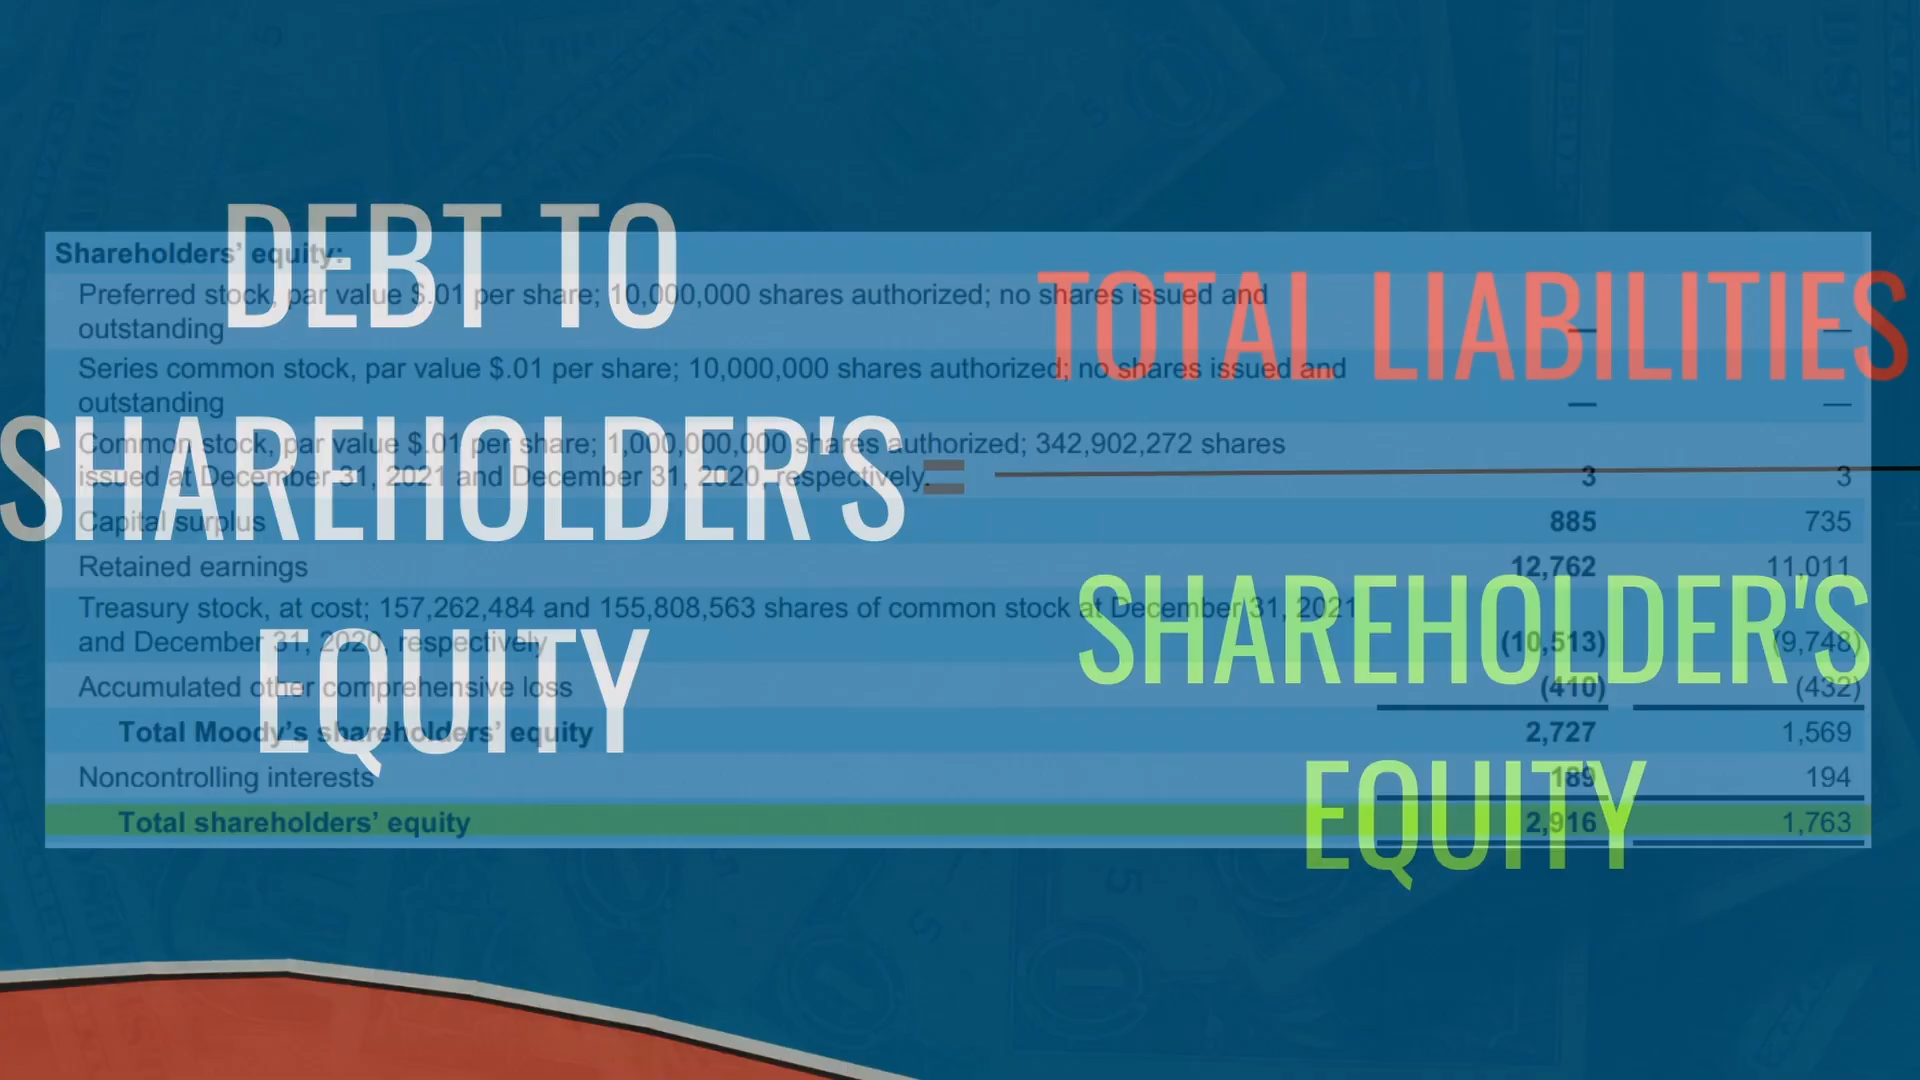 DEBT TO
SHAREHOLDER'S
EQUITY
=
TOTAL LIABILITIES
SHAREHOLDER'S
EQUITY
Shareholders' equity:
Preferred stock, par value $.01 per share; 10,000,000 shares authorized; no shares issued and
outstanding — —
Series common stock, par value $.01 per share; 10,000,000 shares authorized; no shares issued and
outstanding — —
Common stock, par value $.01 per share; 1,000,000,000 shares authorized; 342,902,272 shares
issued at December 31, 2021 and December 31, 2020, respectively. 3 3
Capital surplus 885 735
Retained earnings 12,762 11,011
Treasury stock, at cost; 157,262,484 and 155,808,563 shares of common stock at December 31, 2021
and December 31, 2020, respectively (10,513) (9,748)
Accumulated other comprehensive loss (410) (432)
Total Moody's shareholders' equity 2,727 1,569
Noncontrolling interests 189 194
Total shareholders' equity 2,916 1,763